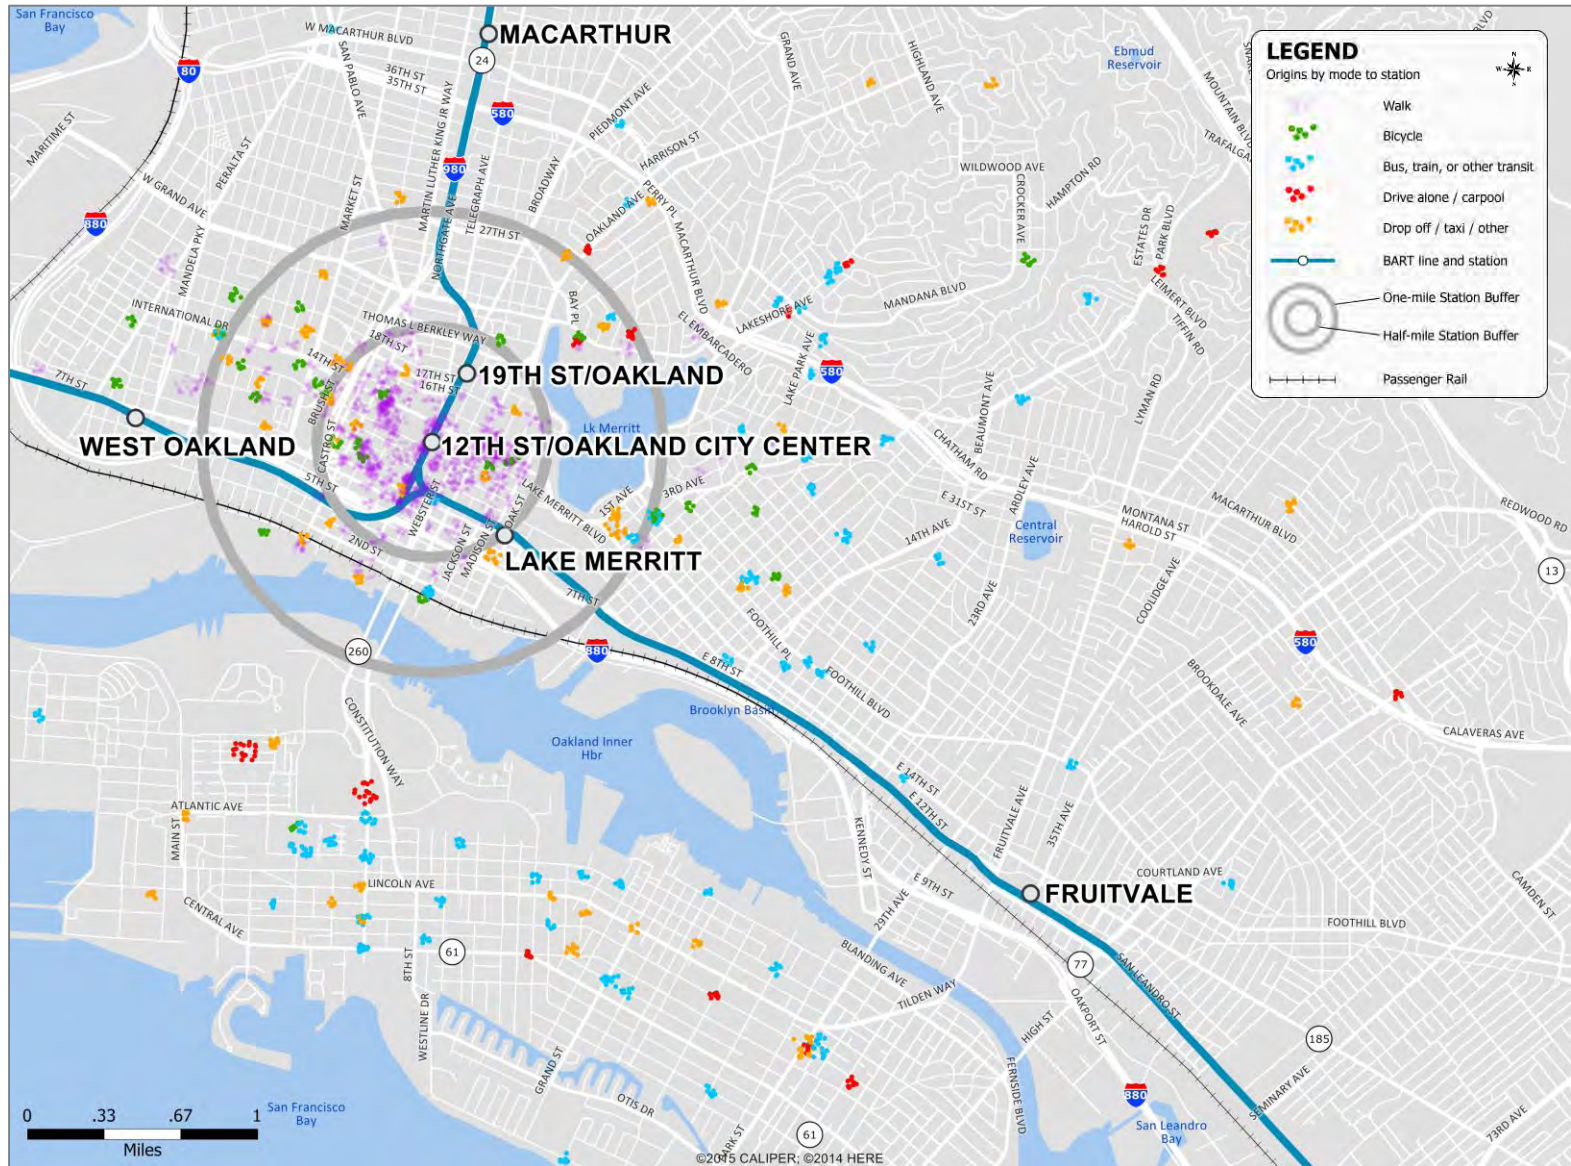 San Francisco
Bay
W MACARTHUR BLVD
MACARTHUR
24
80
SAN PABLO AVE
36TH ST
35TH ST
580
GRAND AVE
HIGHLAND AVE
Ebmud
Reservoir
MOUNTAIN BLVD
MARITIME ST
PERALTA ST
W GRAND AVE
MARKET ST
MARTIN LUTHER KING JR WAY
980
TELEGRAPH AVE
BROADWAY
PIEDMONT AVE
HARRISON ST
WILDWOOD AVE
CROCKER AVE
HAMPTON RD
880
MANDELA PKY
NORTHGATE AVE
27TH ST
OAKLAND AVE
PERRY PL
MACARTHUR BLVD
ESTATES DR
PARK BLVD
LEIMERT BLVD
TIFFIN RD
INTERNATIONAL DR
THOMAS L BERKLEY WAY
18TH ST
BAY PL
EL EMBARCADERO
LAKESHORE AVE
MANDANA BLVD
LAKE PARK AVE
580
14TH ST
17TH ST
16TH ST
19TH ST/OAKLAND
7TH ST
BRUSH ST
CASTRO ST
WEST OAKLAND
12TH ST/OAKLAND CITY CENTER
Lk Merritt
BEAUMONT AVE
LYMAN RD
CHATHAM RD
5TH ST
WEBSTER ST
OAK ST
LAKE MERRITT BLVD
1ST AVE
3RD AVE
E 31ST ST
ARDLEY AVE
MACARTHUR BLVD
REDWOOD RD
2ND ST
JACKSON ST
MADISON ST
LAKE MERRITT
14TH AVE
Central
Reservoir
MONTANA ST
HAROLD ST
COOLIDGE AVE
13
7TH ST
23RD AVE
FOOTHILL PL
260
880
E 8TH ST
FOOTHILL BLVD
580
BROOKDALE AVE
CONSTITUTION WAY
Brooklyn Basin
Oakland Inner
Hbr
CALAVERAS AVE
E 14TH ST
E 12TH ST
ATLANTIC AVE
MAIN ST
KENNEDY ST
FRUITVALE AVE
35TH AVE
LINCOLN AVE
CENTRAL AVE
E 9TH ST
29TH AVE
FRUITVALE
COURTLAND AVE
CAMDEN ST
FOOTHILL BLVD
61
8TH ST
BLANDING AVE
77
SAN LEANDRO ST
TILDEN WAY
WESTLINE DR
OAKPORT ST
HIGH ST
185
GRAND ST
FERNSIDE BLVD
SEMINARY AVE
OTIS DR
880
San Leandro
Bay
73RD AVE
61
San Francisco
Bay
0 .33 .67 1
Miles
©2015 CALIPER; ©2014 HERE
LEGEND
Origins by mode to station
N
W E
S
Walk
Bicycle
Bus, train, or other transit
Drive alone / carpool
Drop off / taxi / other
BART line and station
One-mile Station Buffer
Half-mile Station Buffer
Passenger Rail